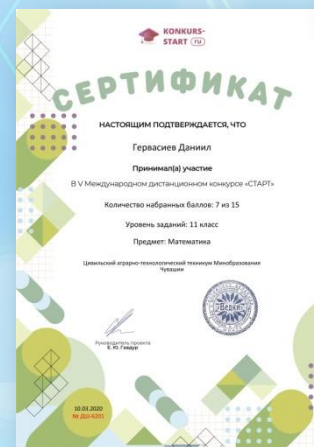 KONKURS-
START RU
СЕРТИФИКАТ
НАСТОЯЩИМ ПОДТВЕРЖДАЕТСЯ, ЧТО
Гервасиев Даниил
Принимал(а) участие
В V Международном дистанционном конкурсе «СТАРТ»
Количество набранных баллов: 7 из 15
Уровень заданий: 11 класс
Предмет: Математика
Цивильский аграрно-технологический техникум Минобразования
Чувашии
Руководитель проекта
10.03.2020